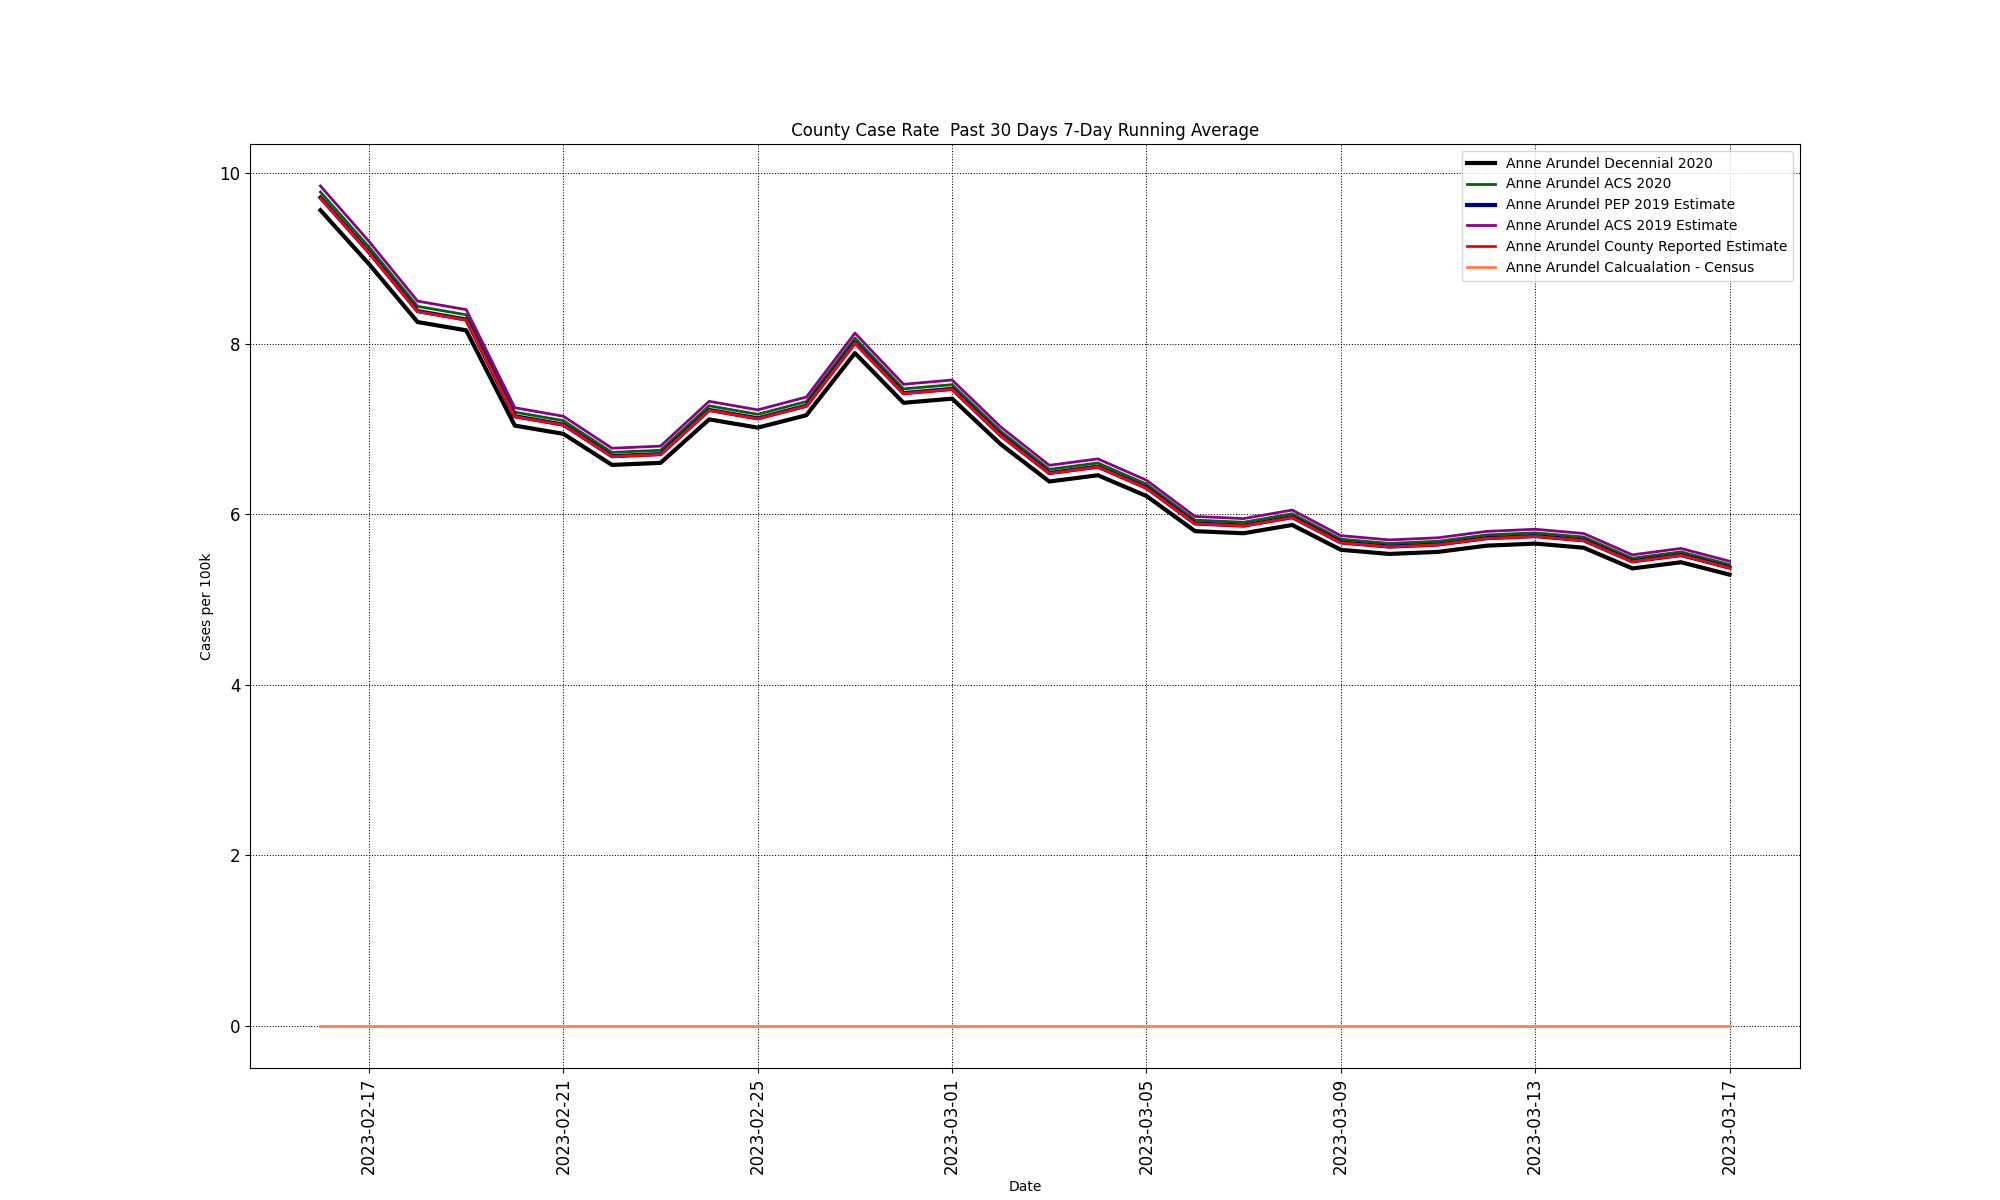 County Case Rate  Past 30 Days 7-Day Running Average
Anne Arundel Decennial 2020
Anne Arundel ACS 2020
Anne Arundel PEP 2019 Estimate
Anne Arundel ACS 2019 Estimate
Anne Arundel County Reported Estimate
Anne Arundel Calcualation - Census
10
8
6
4
2
0
Cases per 100k
2023-02-17
2023-02-21
2023-02-25
2023-03-01
2023-03-05
2023-03-09
2023-03-13
2023-03-17
Date